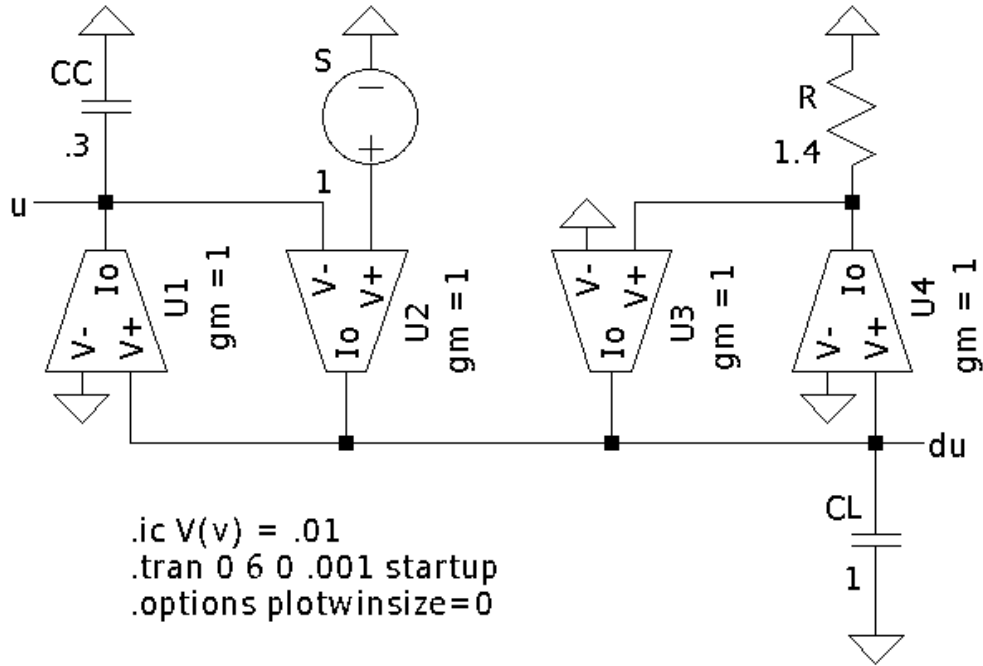 CC
.3
u
S
1
R
1.4
Io
V-
V+
U1
gm = 1
V-
V+
Io
U2
gm = 1
V-
V+
Io
U3
gm = 1
Io
V-
V+
U4
gm = 1
du
CL
1
.ic V(v) = .01
.tran 0 6 0 .001 startup
.options plotwinsize=0